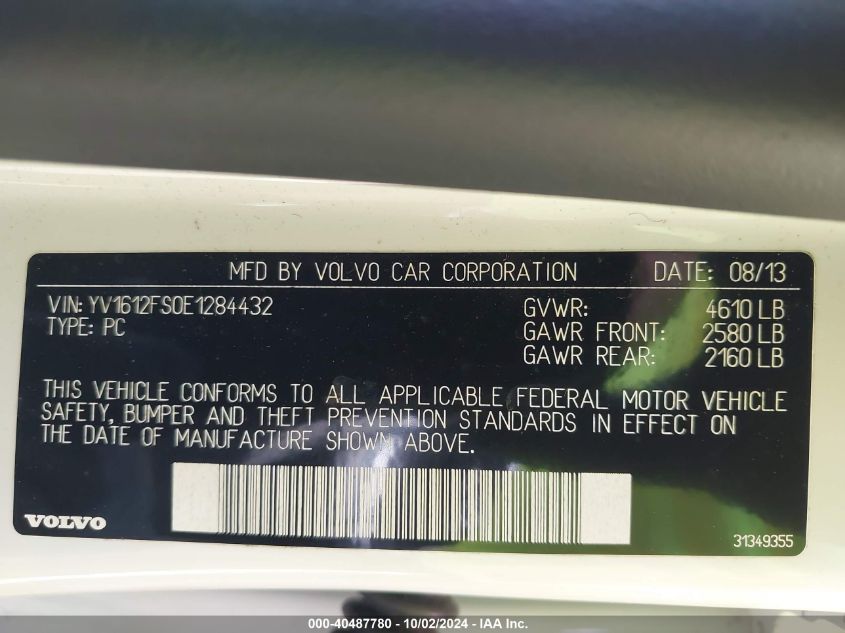 MFD BY VOLVO CAR CORPORATION DATE: 08/13
VIN: YV1612FS0E1284432 GVWR: 4610 LB
TYPE: PC GAWR FRONT: 2580 LB
GAWR REAR: 2160 LB
THIS VEHICLE CONFORMS TO ALL APPLICABLE FEDERAL MOTOR VEHICLE
SAFETY, BUMPER AND THEFT PREVENTION STANDARDS IN EFFECT ON
THE DATE OF MANUFACTURE SHOWN ABOVE.
VOLVO
31349355
000-40487780 - 10/02/2024 - IAA Inc.